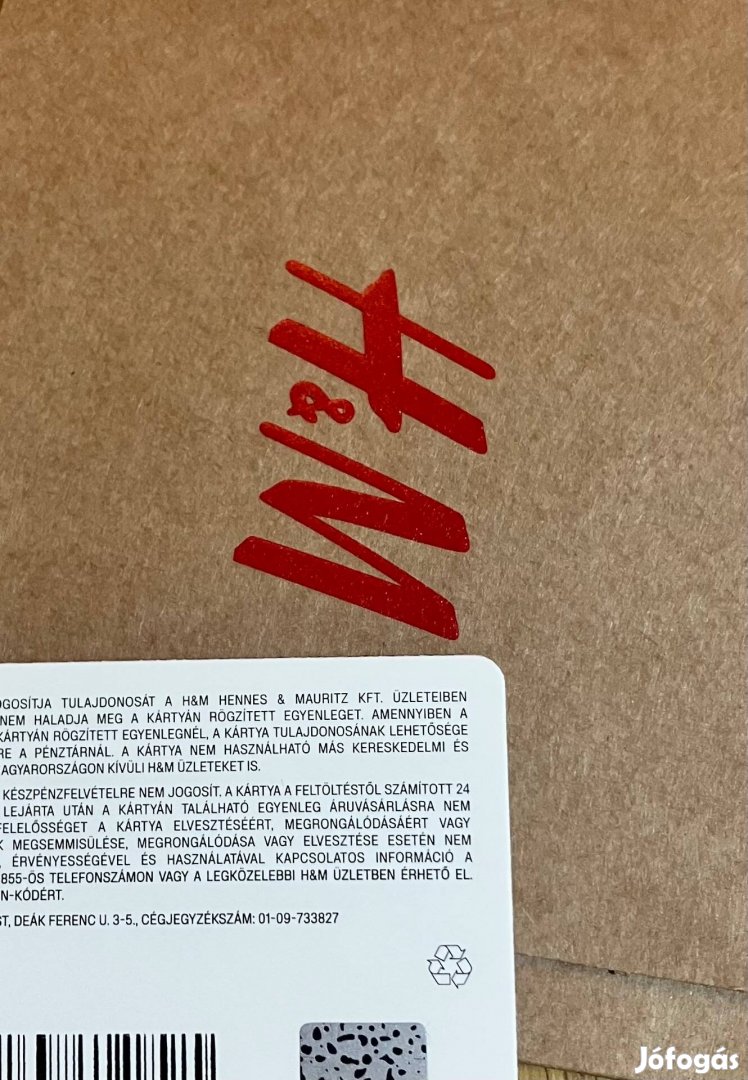 H&M
JOGOSÍTJA TULAJDONOSÁT A H&M HENNES & MAURITZ KFT. ÜZLETEIBEN
NEM HALADJA MEG A KÁRTYÁN RÖGZÍTETT EGYENLEGET. AMENNYIBEN A
KÁRTYÁN RÖGZÍTETT EGYENLEGNÉL, A KÁRTYA TULAJDONOSÁNAK LEHETŐSÉGE
RE A PÉNZTÁRNÁL. A KÁRTYA NEM HASZNÁLHATÓ MÁS KERESKEDELMI ÉS
AGYARORSZÁGON KÍVÜLI H&M ÜZLETEKET IS.
KÉSZPÉNZFELVÉTELRE NEM JOGOSÍT. A KÁRTYA A FELTÖLTÉSTŐL SZÁMÍTOTT 24
LEJÁRTA UTÁN A KÁRTYÁN TALÁLHATÓ EGYENLEG ÁRUVÁSÁRLÁSRA NEM
FELELŐSSÉGET A KÁRTYA ELVESZTÉSÉÉRT, MEGRONGÁLÓDÁSÁÉRT VAGY
K MEGSEMMISÜLÉSE, MEGRONGÁLÓDÁSA VAGY ELVESZTÉSE ESETÉN NEM
, ÉRVÉNYESSÉGÉVEL ÉS HASZNÁLATÁVAL KAPCSOLATOS INFORMÁCIÓ A
855-ÖS TELEFONSZÁMON VAGY A LEGKÖZELEBBI H&M ÜZLETBEN ÉRHETŐ EL.
N-KÓDÉRT.
ST, DEÁK FERENC U. 3-5., CÉGJEGYZÉKSZÁM: 01-09-733827
Jófogás